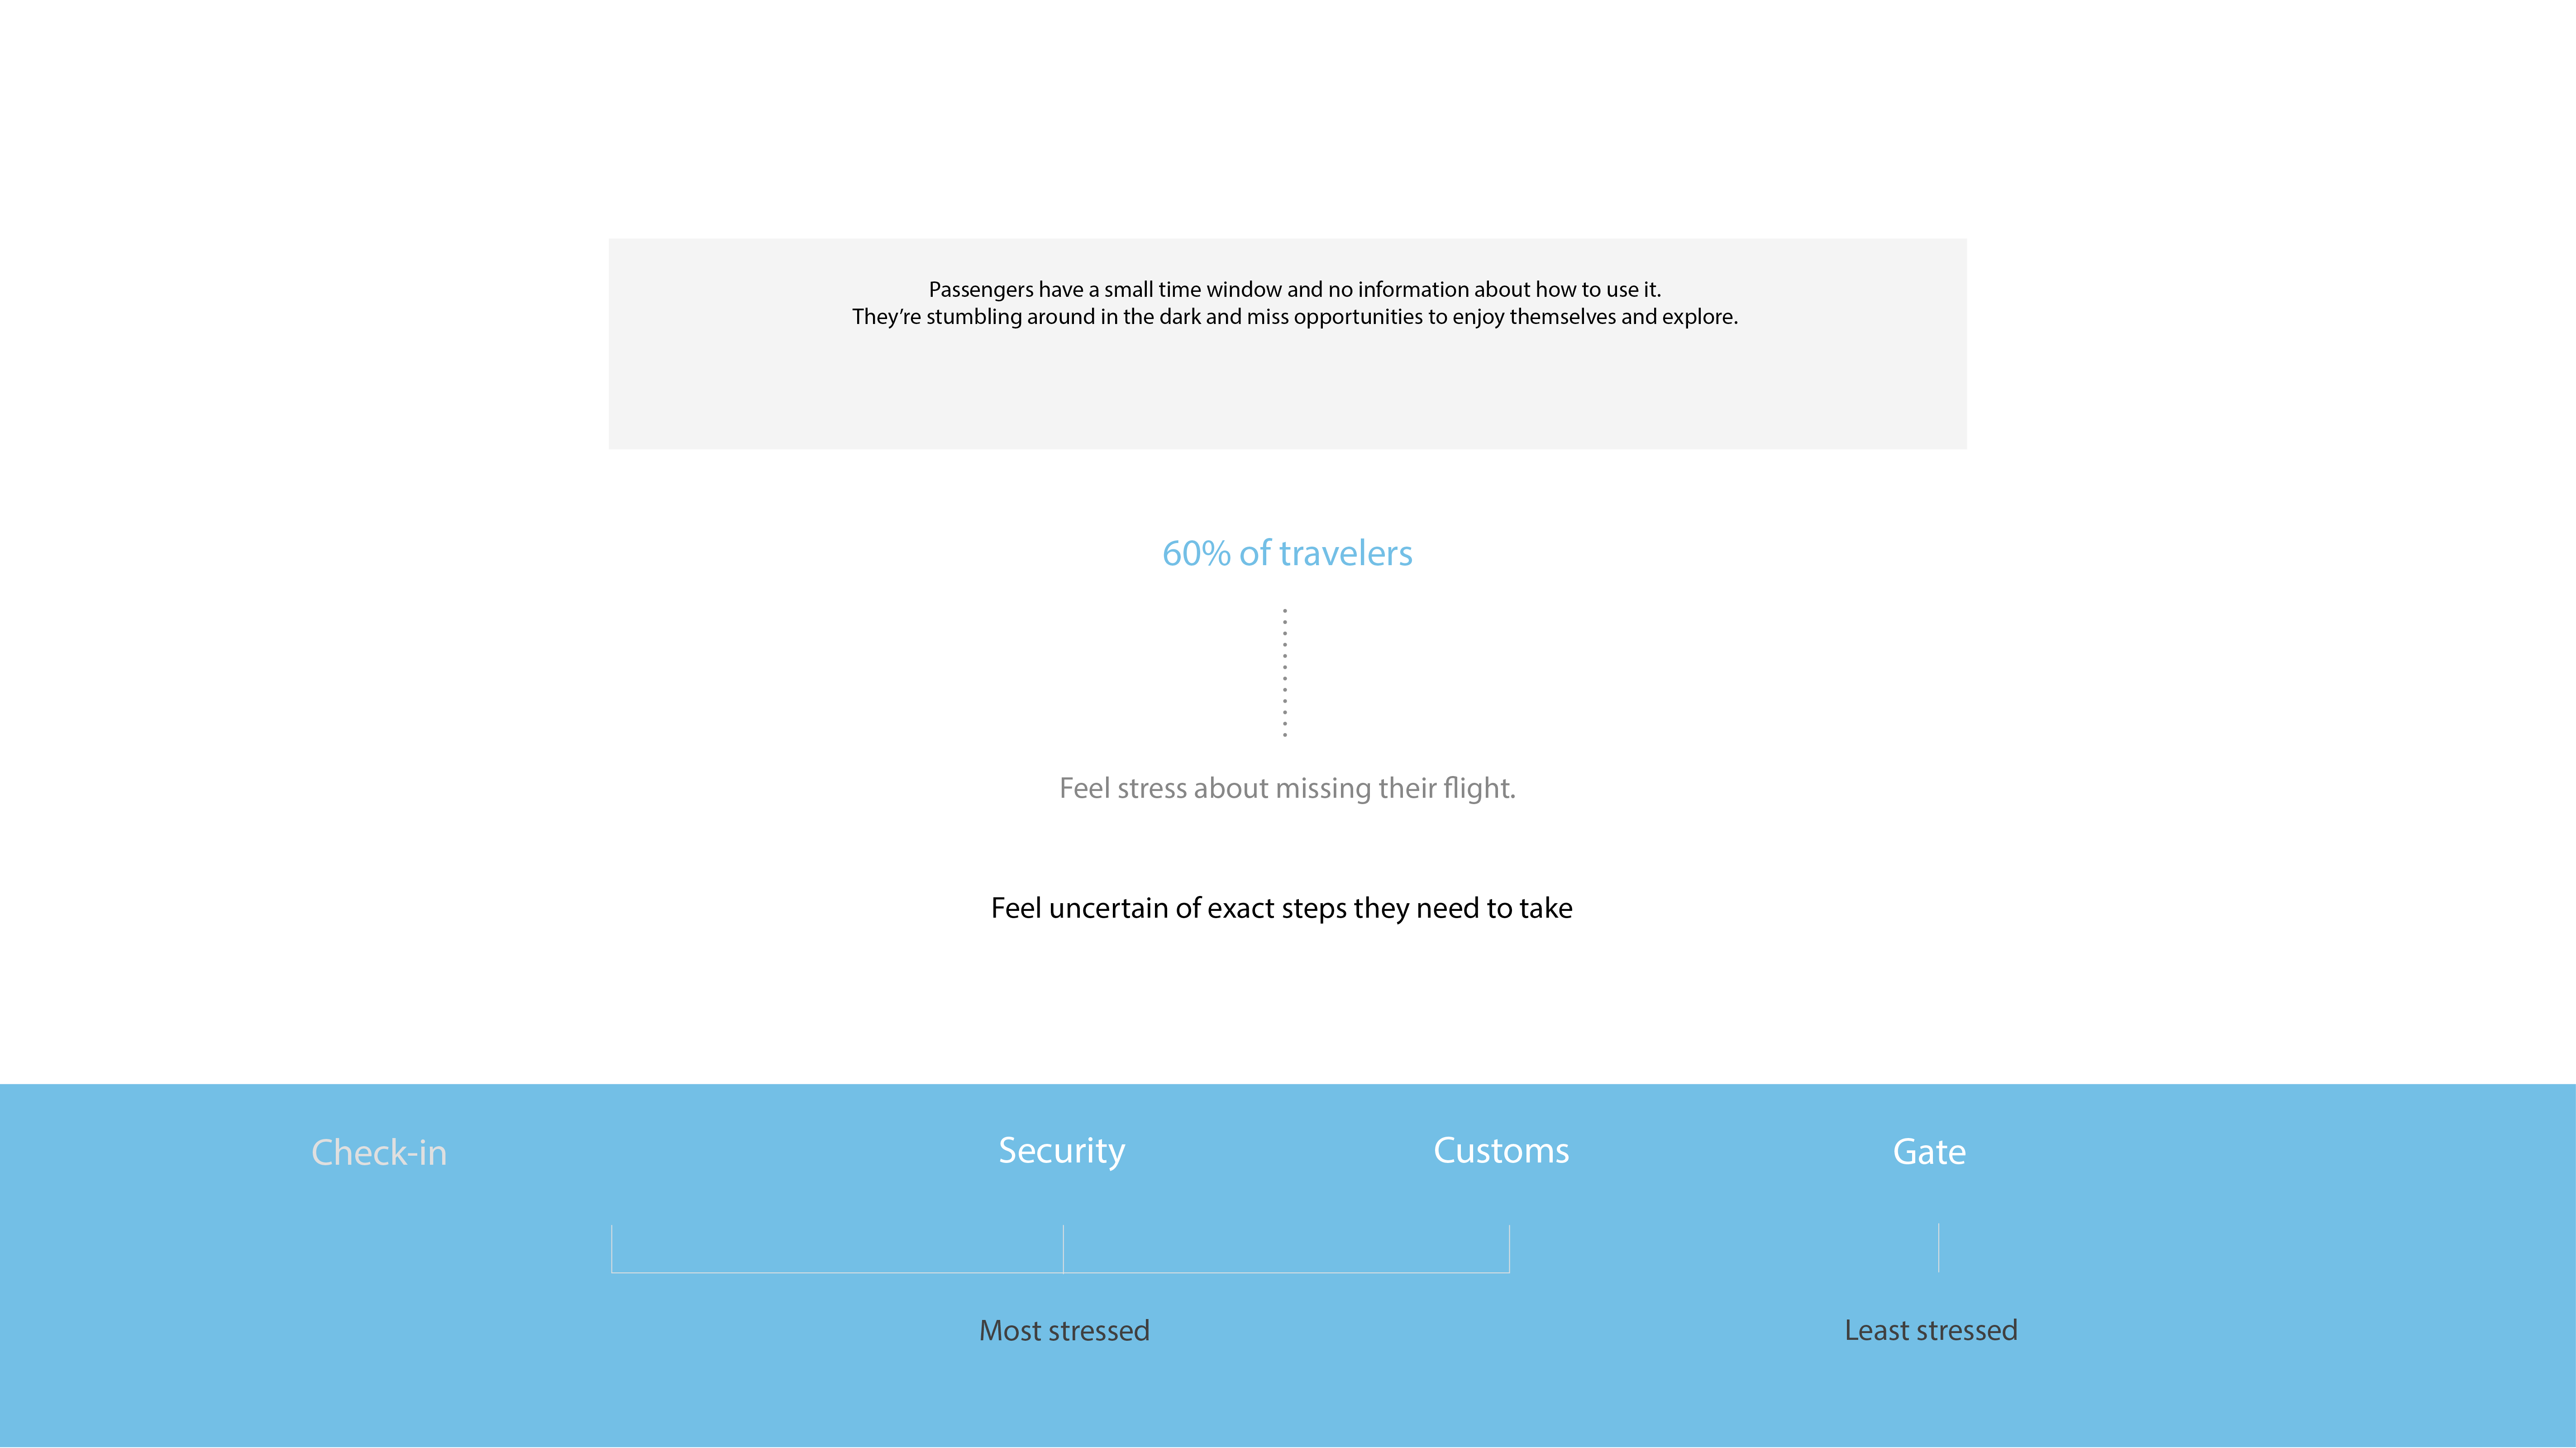 Passengers have a small time window and no information about how to use it.
They’re stumbling around in the dark and miss opportunities to enjoy themselves and explore.
60% of travelers
Feel stress about missing their flight.
Feel uncertain of exact steps they need to take
Check-in Security Customs Gate
Most stressed Least stressed